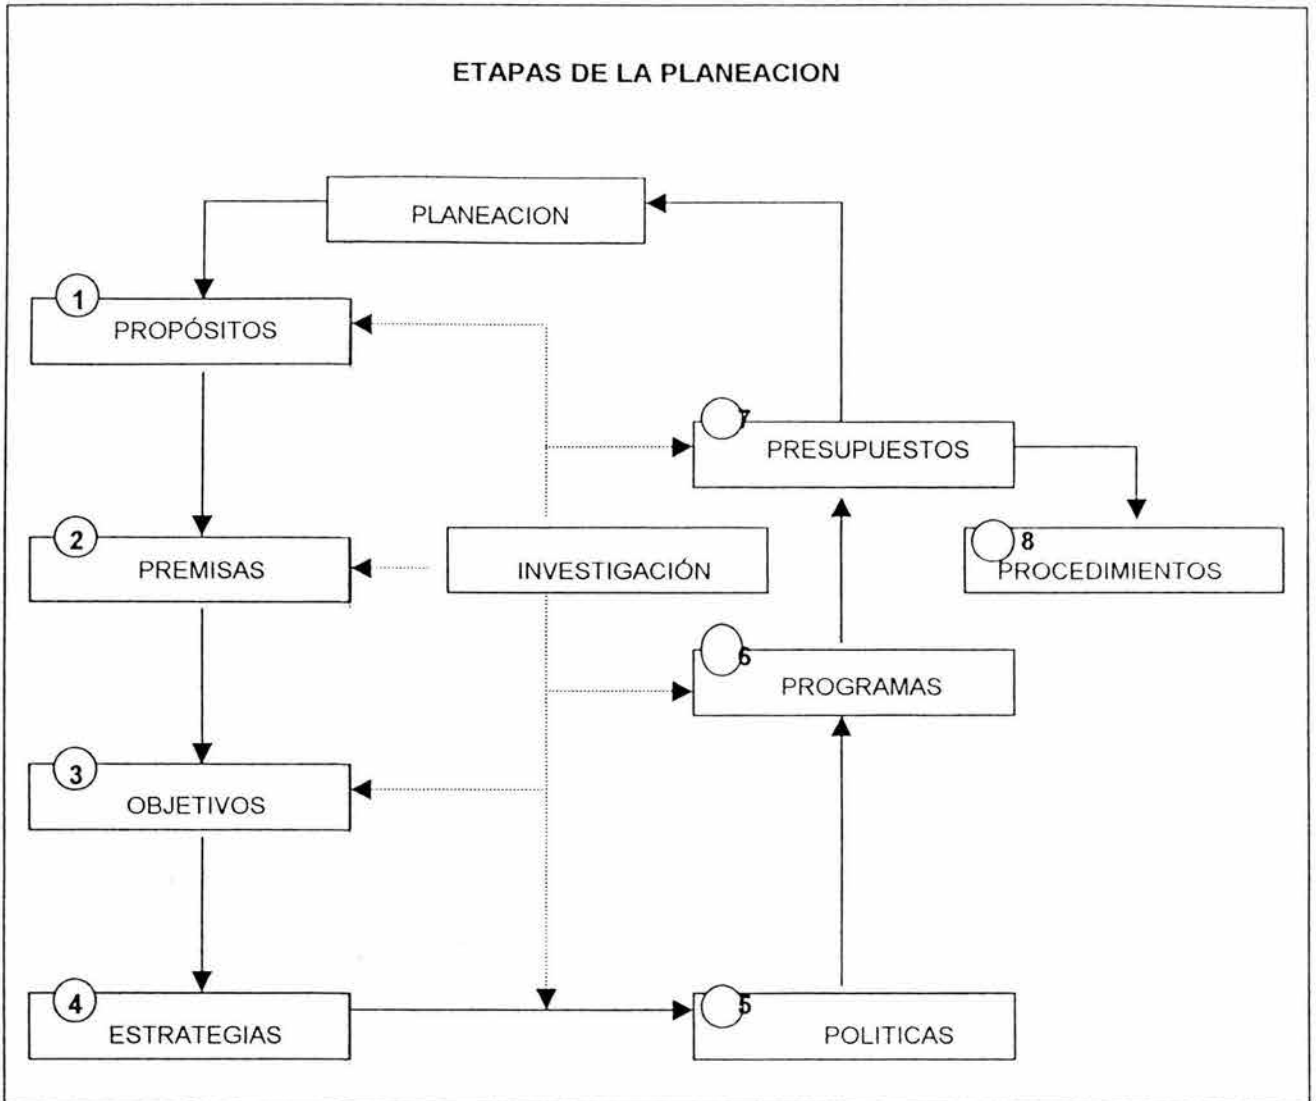 ETAPAS DE LA PLANEACION
PLANEACION
1
PROPÓSITOS
2
PREMISAS
3
OBJETIVOS
4
ESTRATEGIAS
INVESTIGACIÓN
5
POLITICAS
6
PROGRAMAS
7
PRESUPUESTOS
8
PROCEDIMIENTOS